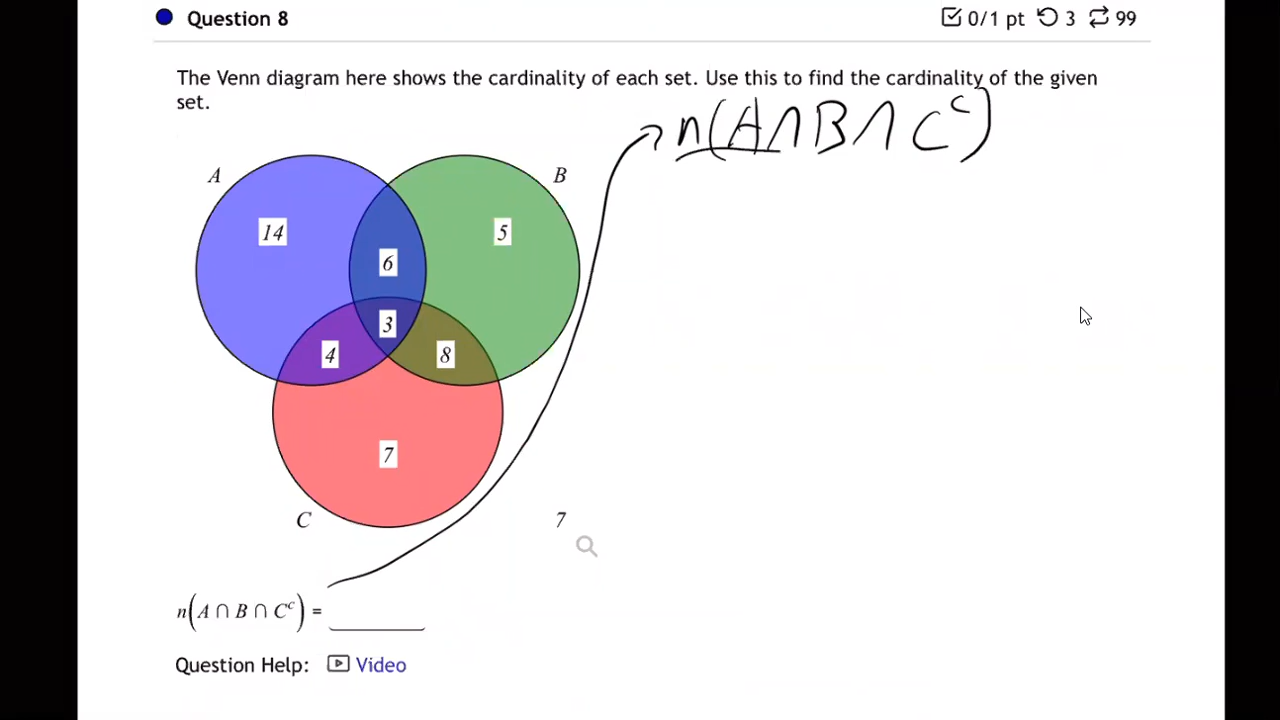 Question 8
0/1 pt 3 99
The Venn diagram here shows the cardinality of each set. Use this to find the cardinality of the given
set.
n(A∩B∩C^c)
A
B
14
5
6
3
4
8
7
C
7
n(A ∩ B ∩ C^c) =
Question Help: Video